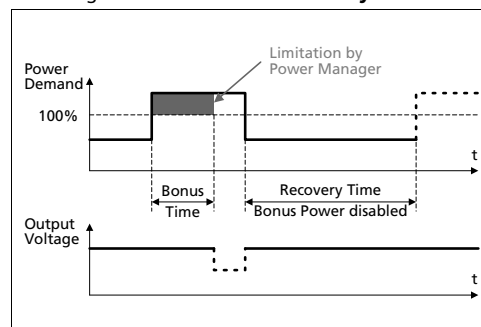 Limitation by
Power Manager
Power
Demand
100%
t
Bonus
Time
Recovery Time
Bonus Power disabled
Output
Voltage
t